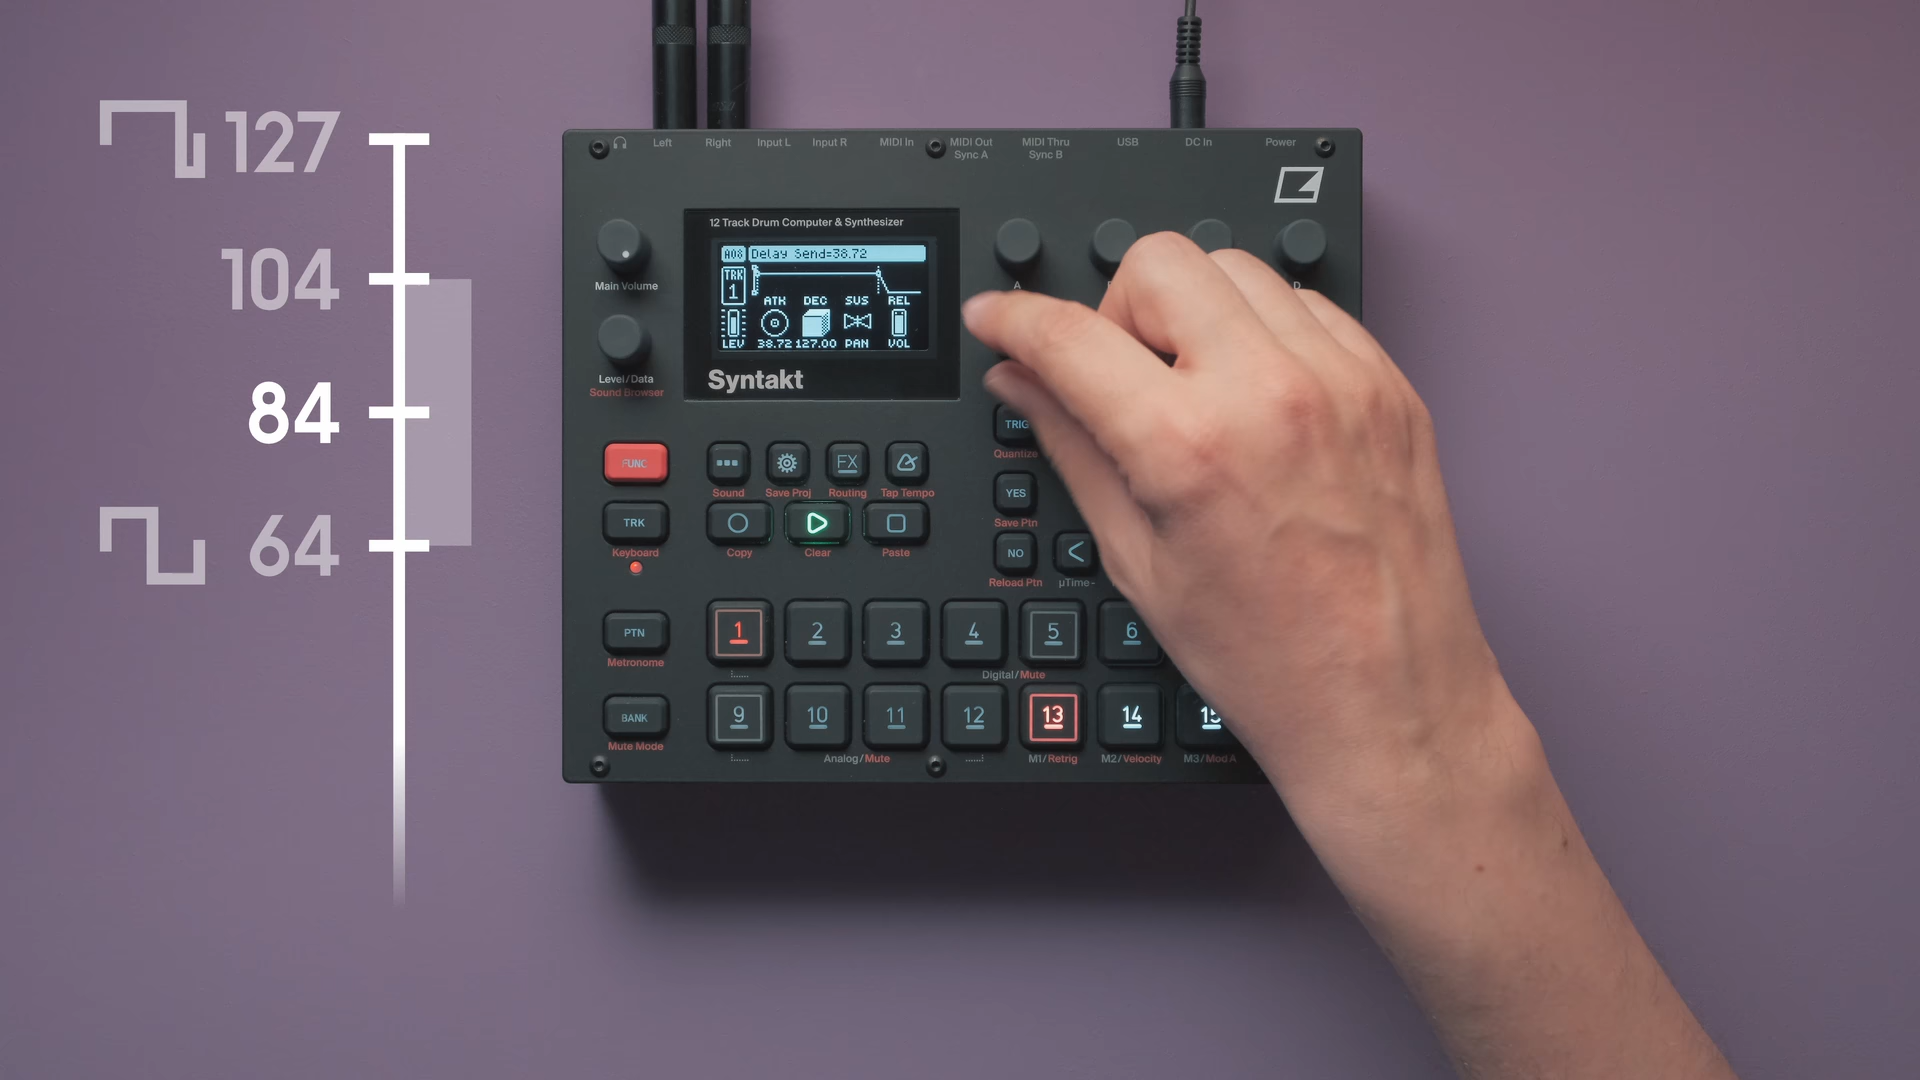 127
104
84
64
Left
Right
Input L
Input R
MIDI In
MIDI Out
Sync A
MIDI Thru
Sync B
USB
DC In
Power
12 Track Drum Computer & Synthesizer
A08 Delay Send=38.72
TRK
1
ATK DEC SUS REL
LEV 38.72 127.00 PAN VOL
Syntakt
Main Volume
Level/Data
Sound Browser
A
D
FUNC
Sound
Save Proj
FX
Routing
Tap Tempo
TRK
Keyboard
Copy
Clear
Paste
TRIG
Quantize
YES
Save Ptn
NO
Reload Ptn
µTime-
PTN
Metronome
1
2
3
4
5
6
Digital/Mute
BANK
Mute Mode
9
10
11
12
13
14
15
Analog/Mute
M1/Retrig
M2/Velocity
M3/Mod A